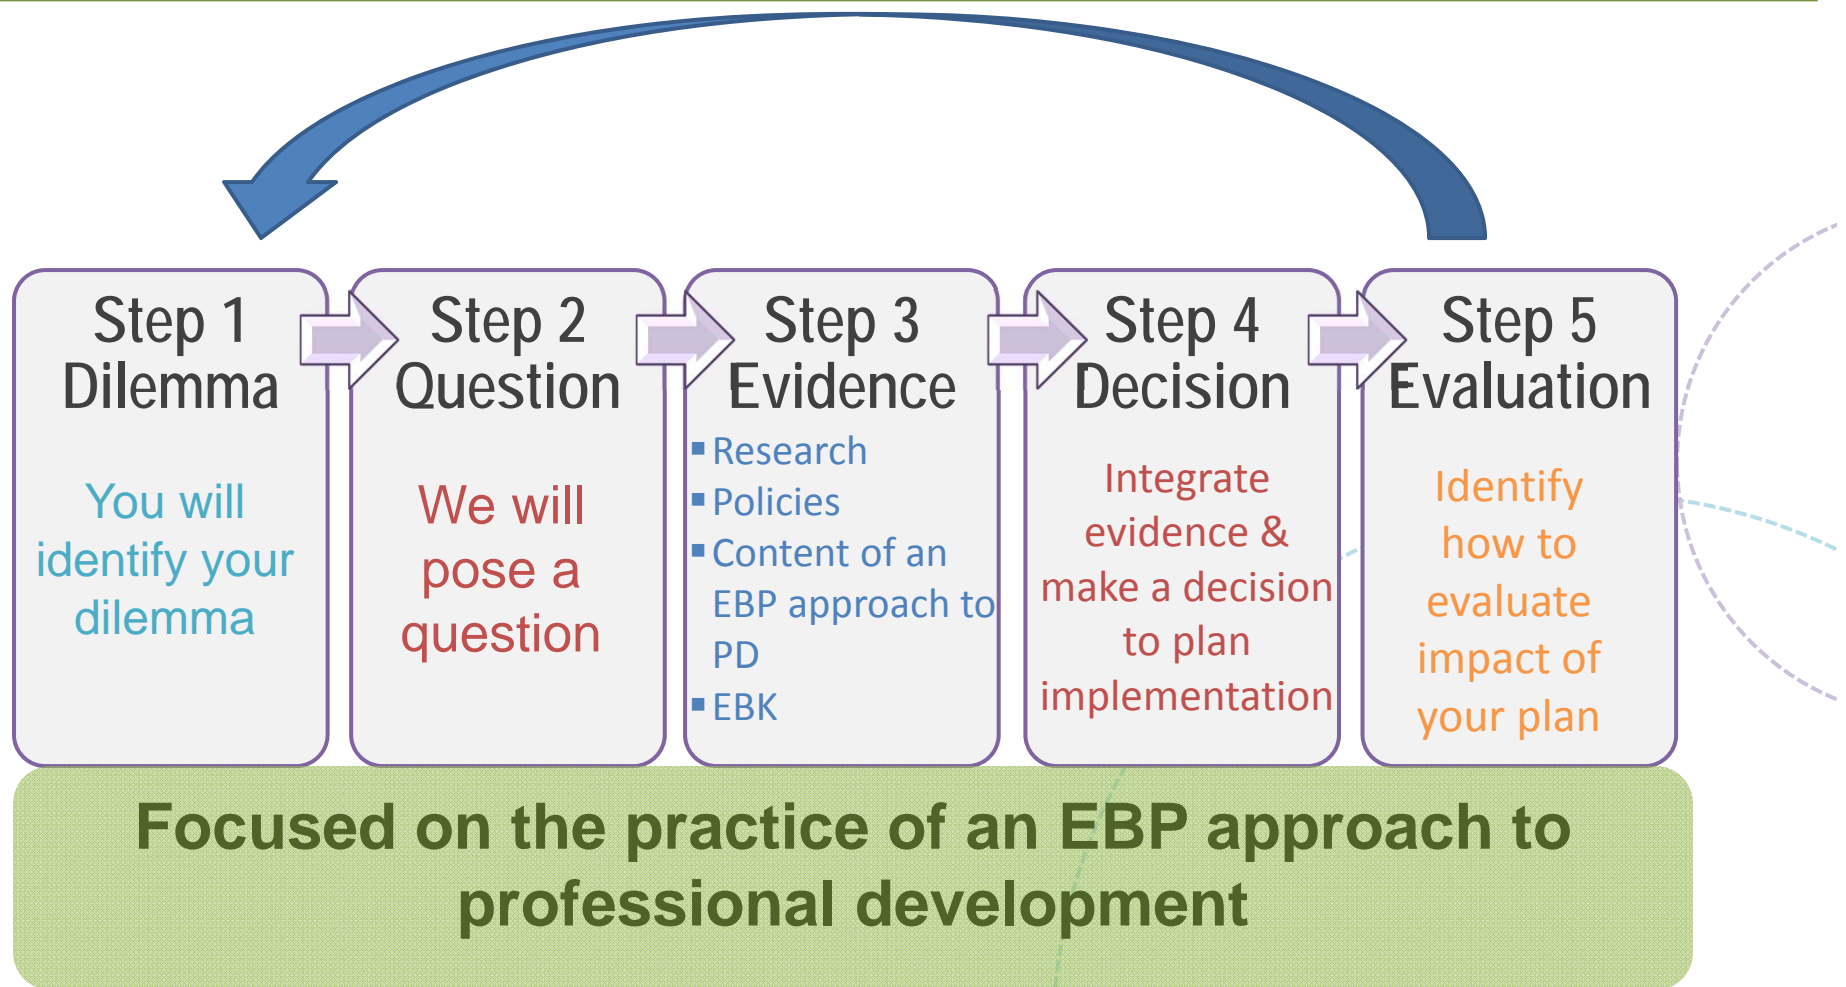 Step 1
Dilemma
You will
identify your
dilemma
Step 2
Question
We will
pose a
question
Step 3
Evidence
▪ Research
▪ Policies
▪ Content of an
EBP approach to
PD
▪ EBK
Step 4
Decision
Integrate
evidence &
make a decision
to plan
implementation
Step 5
Evaluation
Identify
how to
evaluate
impact of
your plan
Focused on the practice of an EBP approach to
professional development